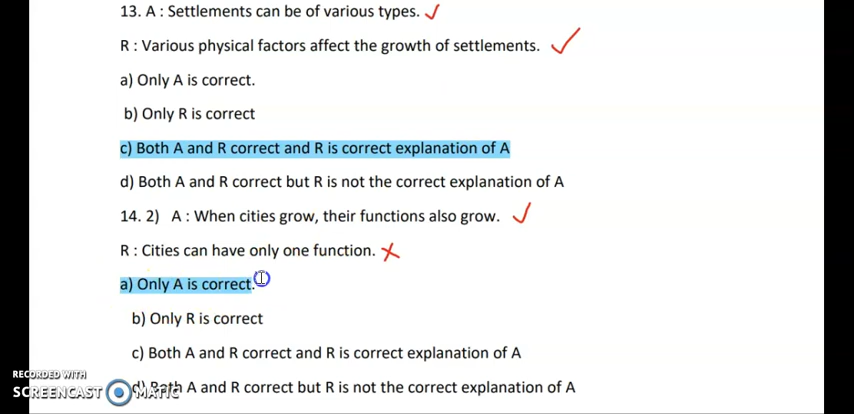 13. A : Settlements can be of various types.
R : Various physical factors affect the growth of settlements.
a) Only A is correct.
b) Only R is correct
c) Both A and R correct and R is correct explanation of A
d) Both A and R correct but R is not the correct explanation of A
14. 2) A : When cities grow, their functions also grow.
R : Cities can have only one function.
a) Only A is correct.
b) Only R is correct
c) Both A and R correct and R is correct explanation of A
d) Both A and R correct but R is not the correct explanation of A
RECORDED WITH
SCREENCAST MATIC